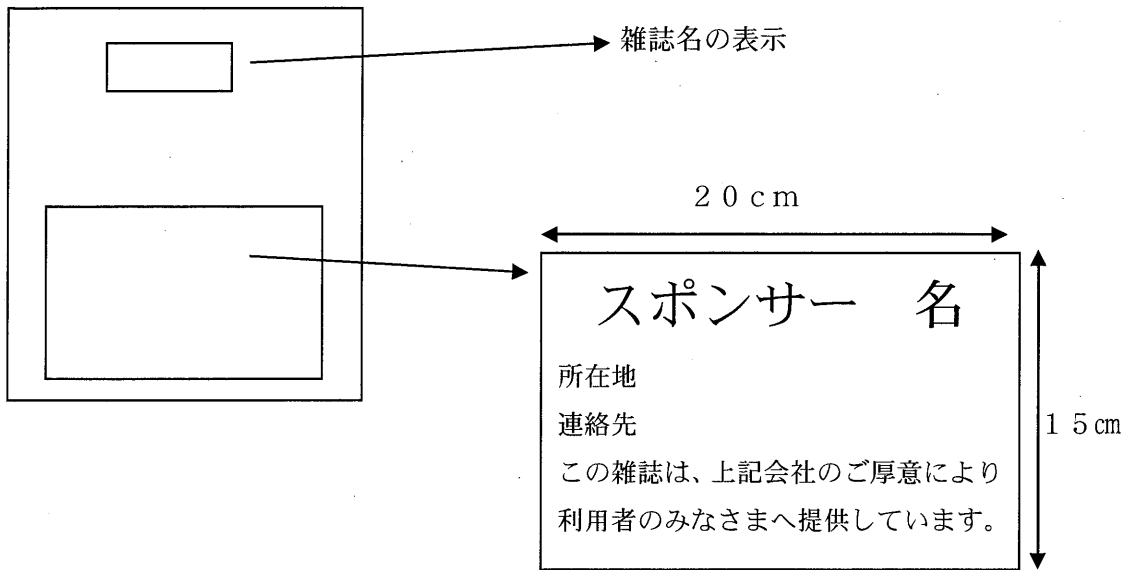 雑誌名の表示
２０ｃｍ
スポンサー　名
所在地
連絡先
１５㎝
この雑誌は、上記会社のご厚意により
利用者のみなさまへ提供しています。